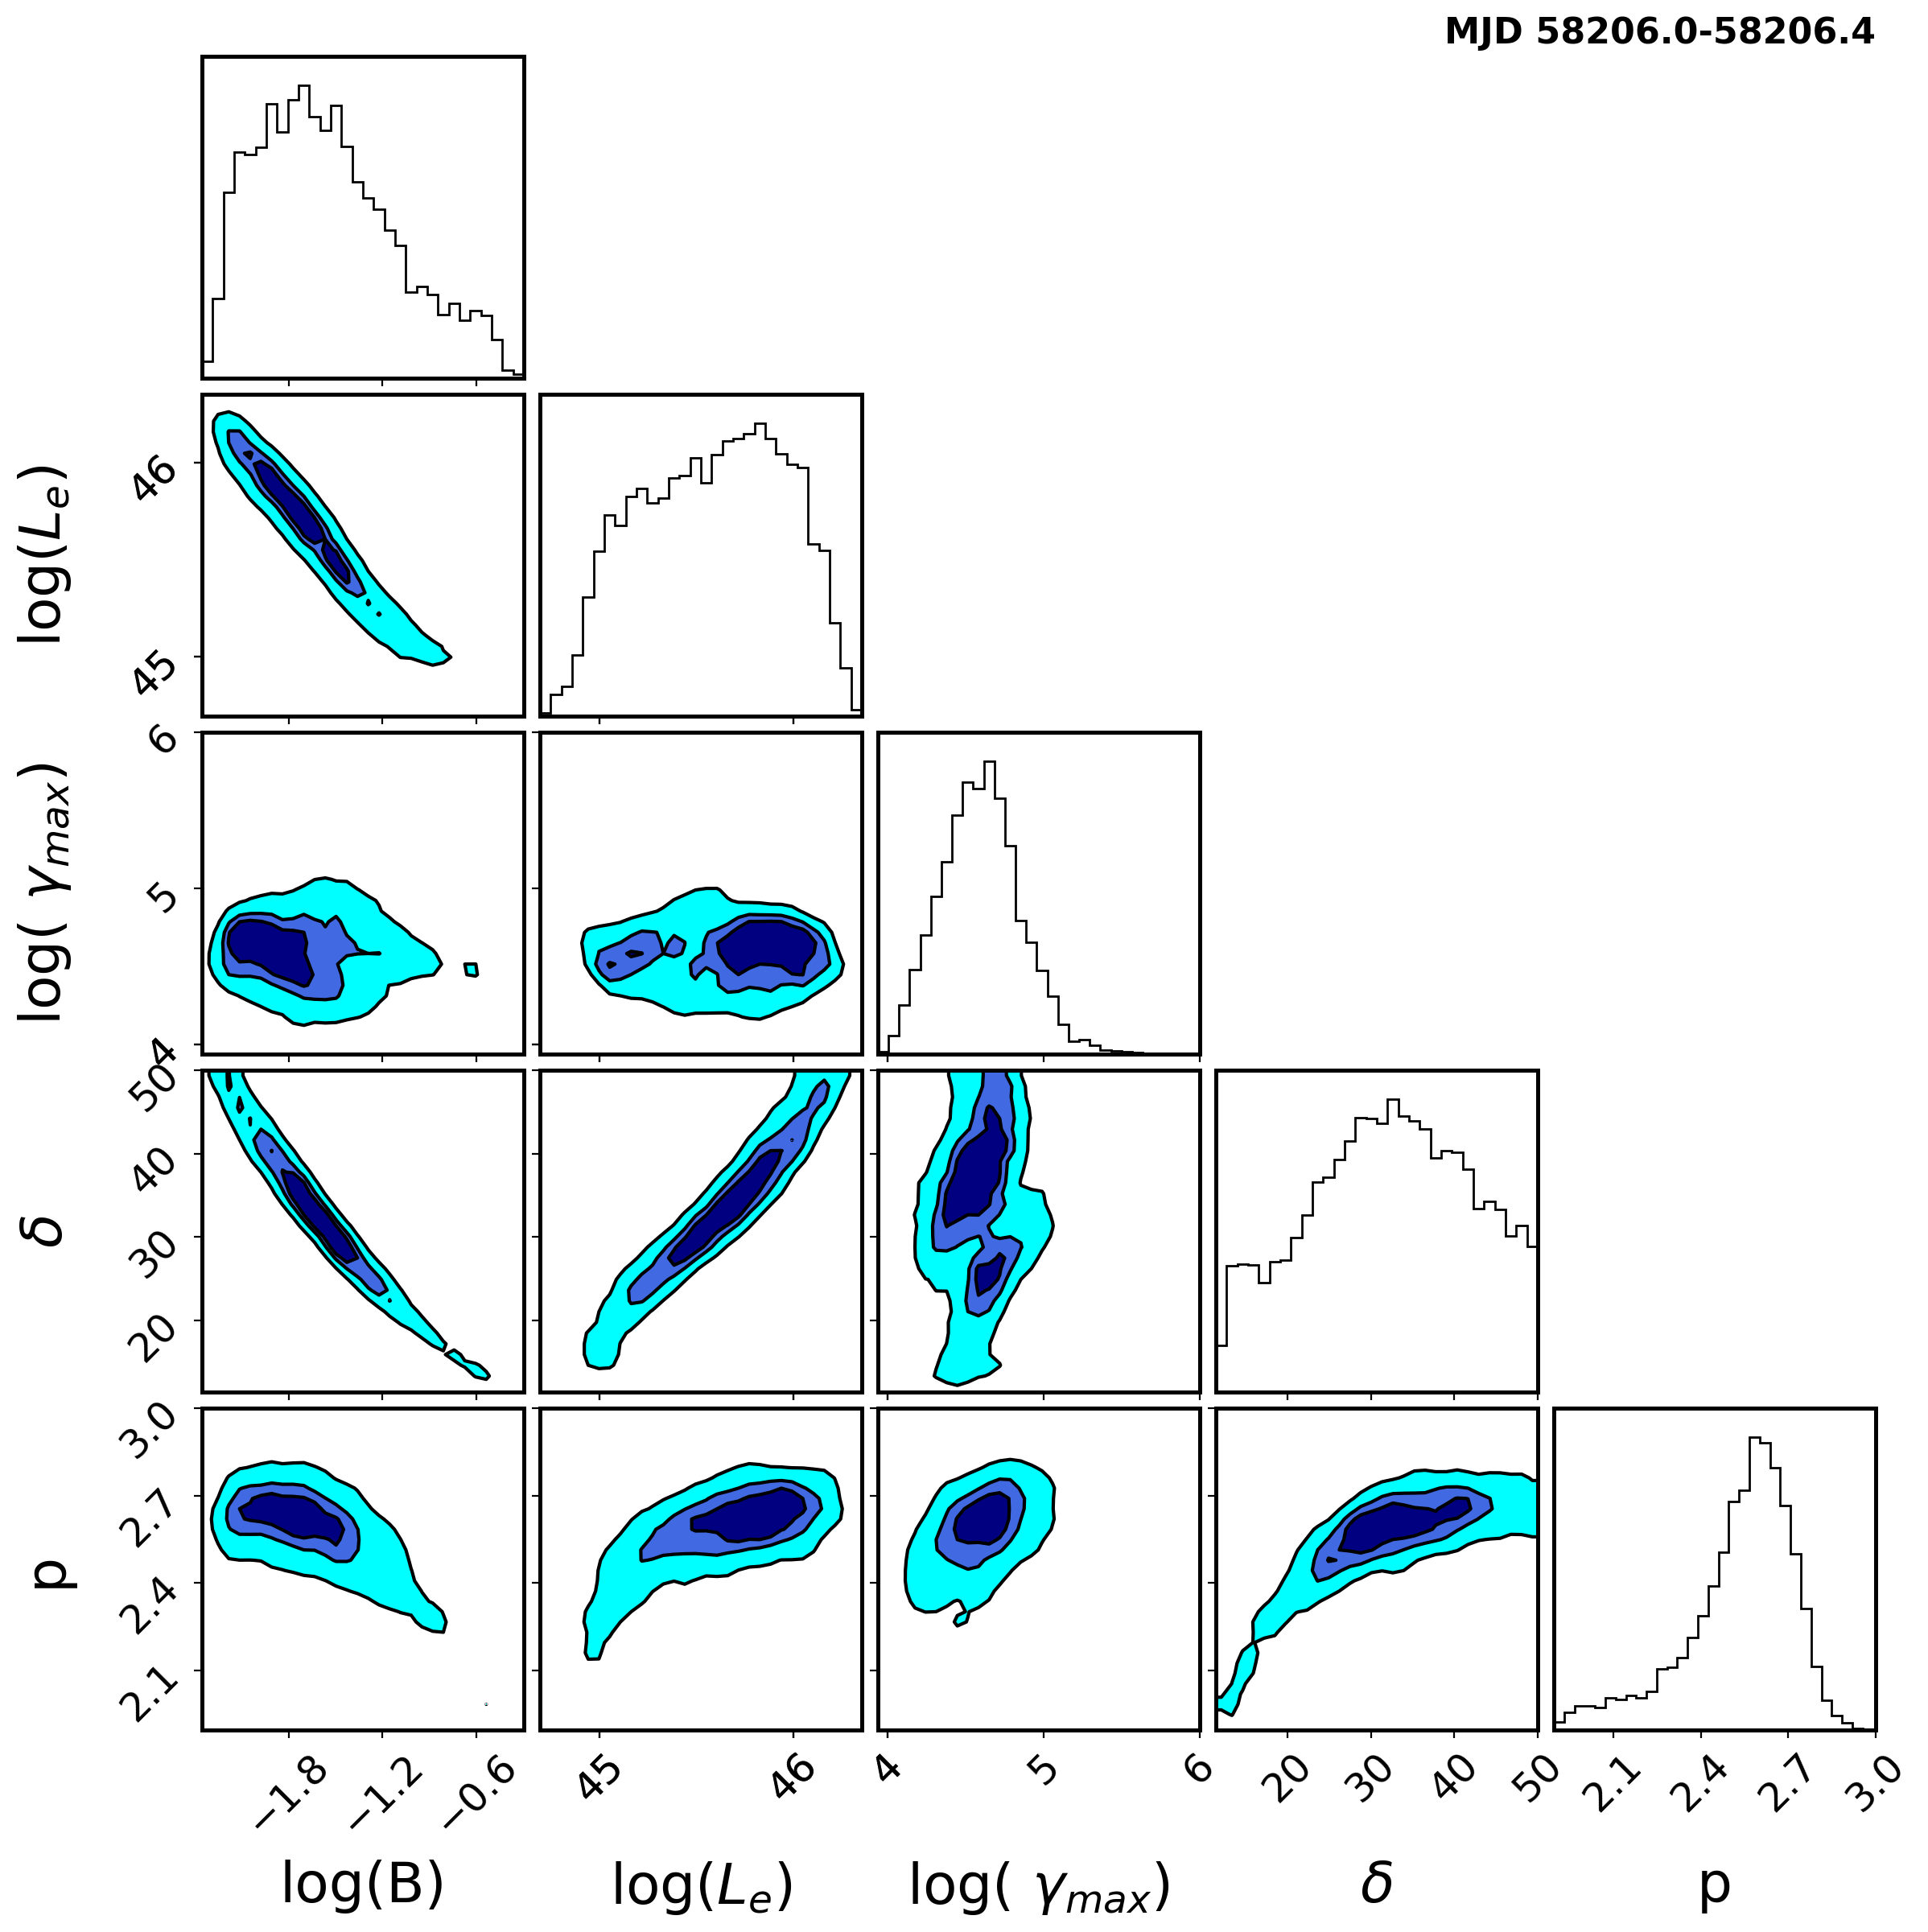 MJD 58206.0-58206.4
log(Lₑ)
46
45
log( γₘₐₓ)
6
5
4
δ
50
40
30
20
p
3.0
2.7
2.4
2.1
−1.8 −1.2 −0.6 45 46 4 5 6 20 30 40 50 2.1 2.4 2.7 3.0
log(B) log(Lₑ) log( γₘₐₓ) δ p